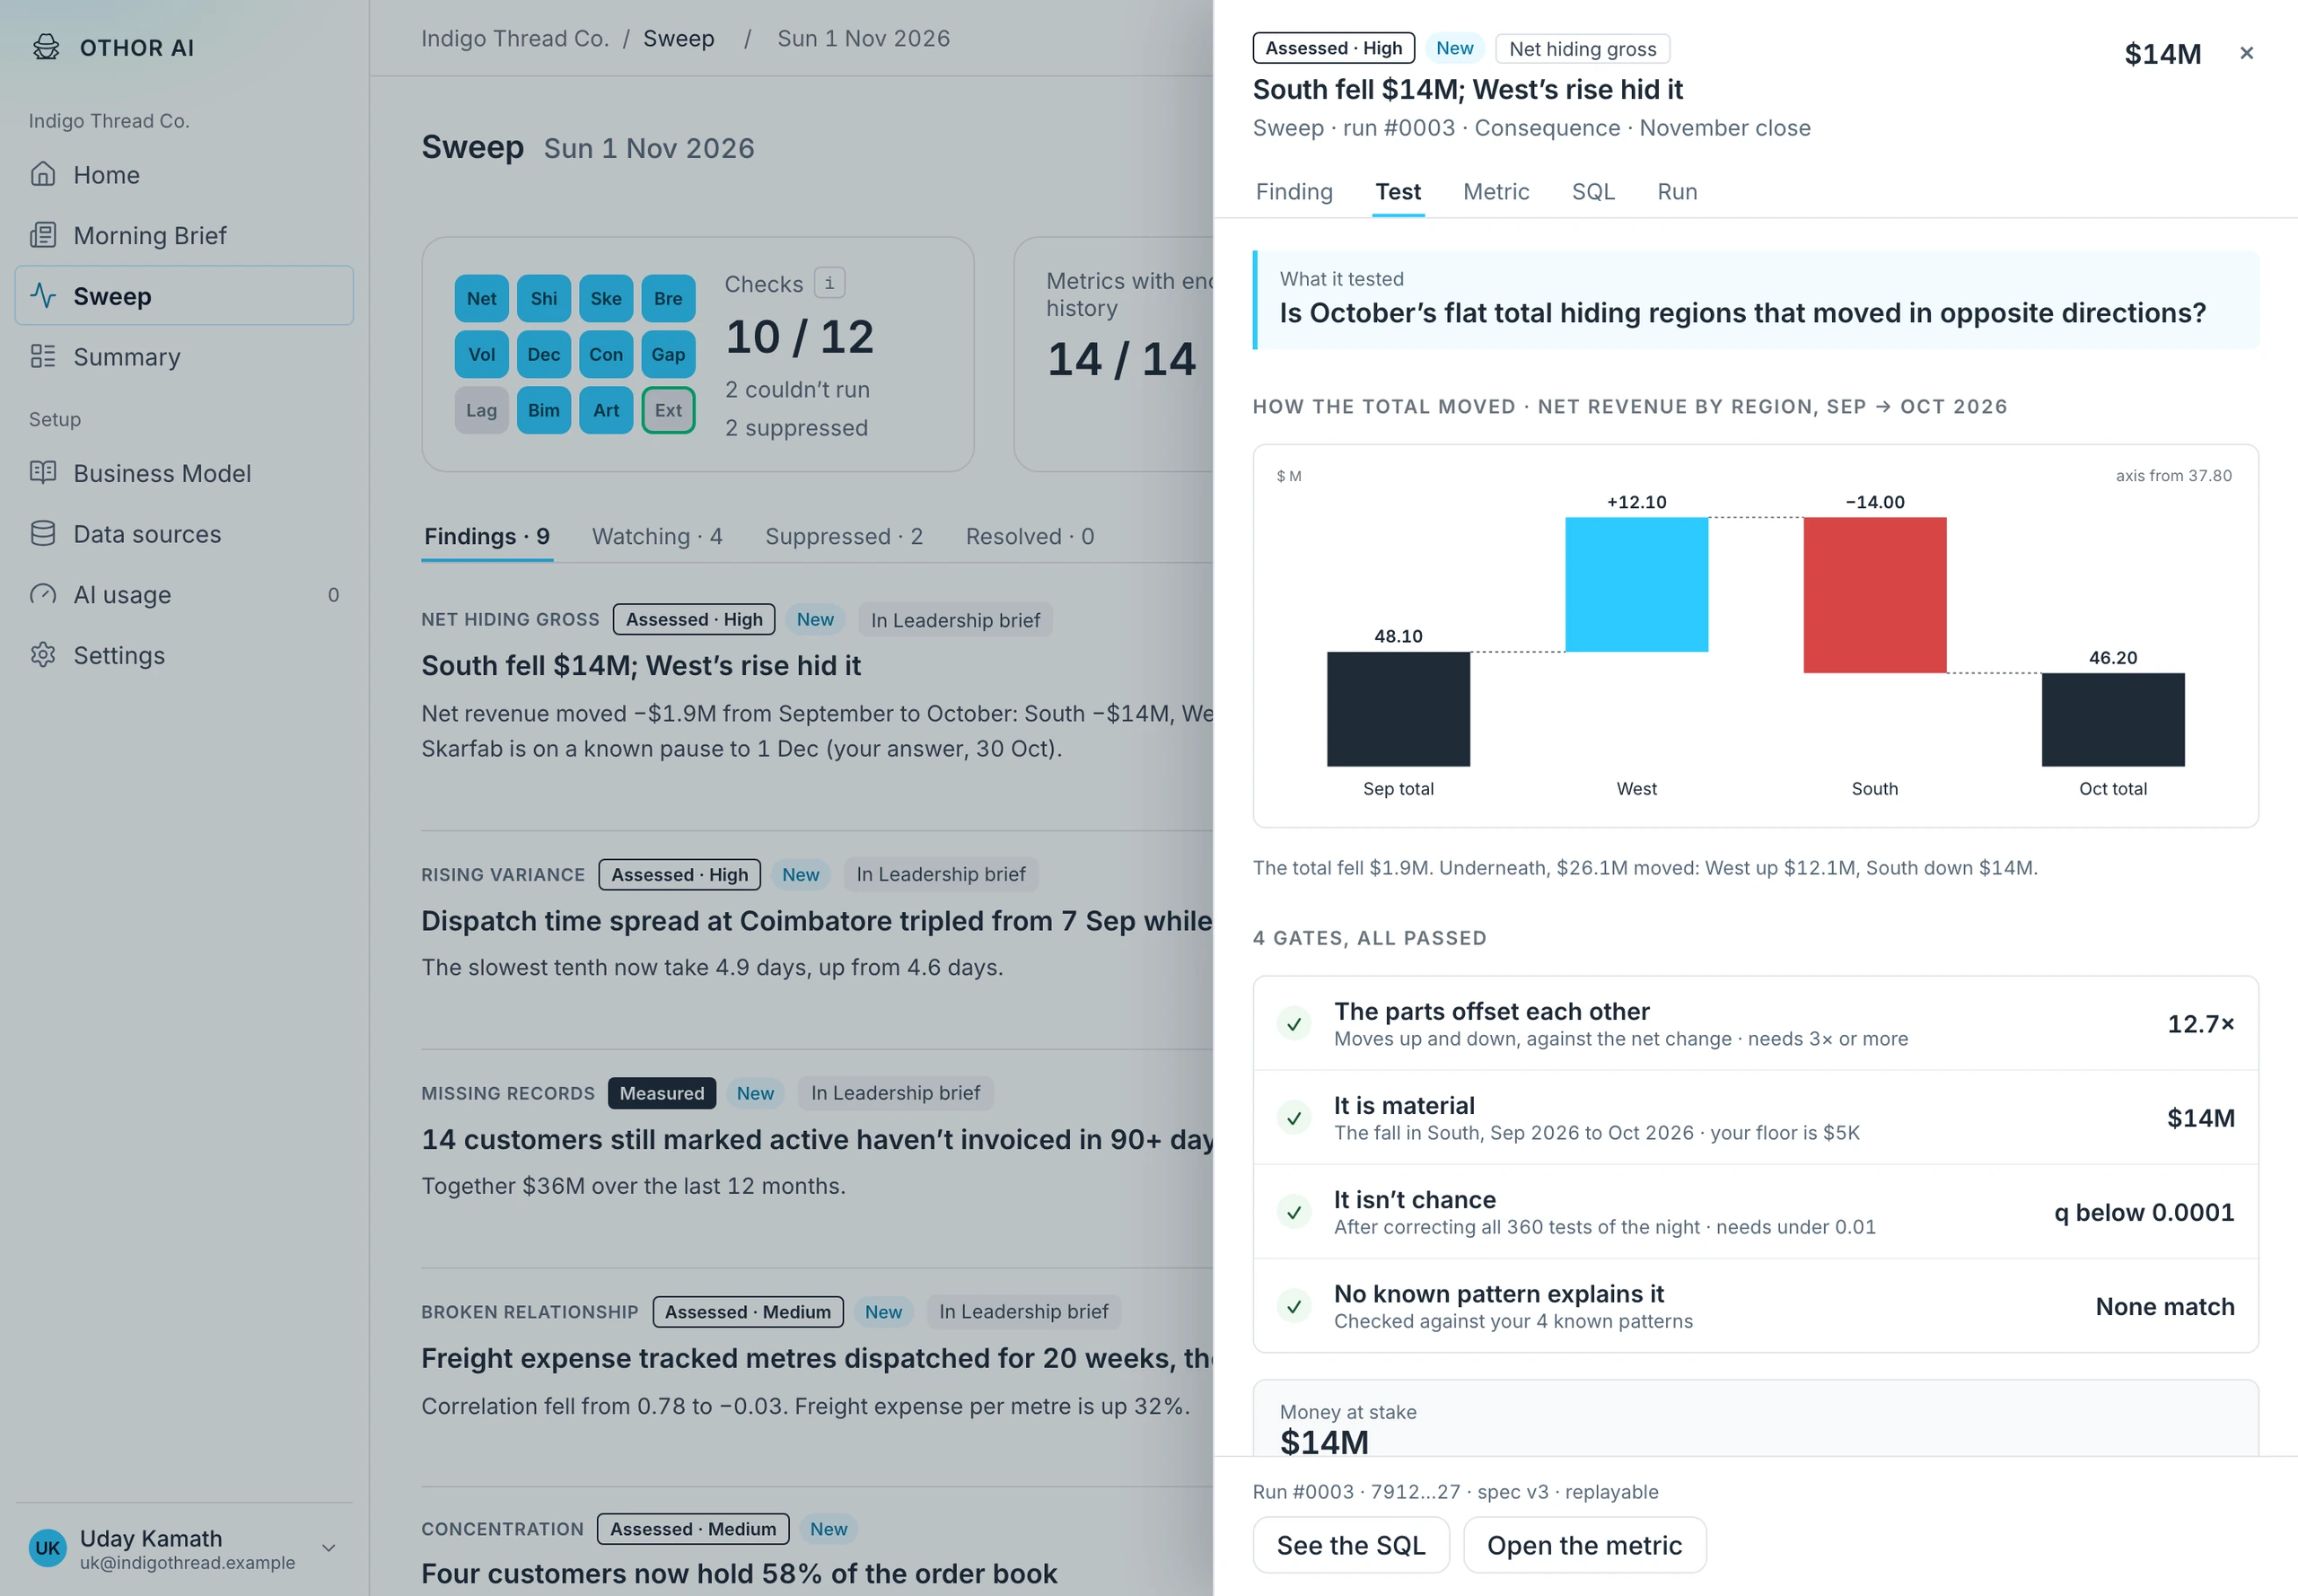 OTHOR AI
Indigo Thread Co.
Home
Morning Brief
Sweep
Summary
Setup
Business Model
Data sources
AI usage 0
Settings
UK
Uday Kamath
uk@indigothread.example
Indigo Thread Co. / Sweep / Sun 1 Nov 2026
Sweep Sun 1 Nov 2026
Net Shi Ske Bre
Vol Dec Con Gap
Lag Bim Art Ext
Checks i
10 / 12
2 couldn’t run
2 suppressed
Metrics with
history
14 / 14
Findings · 9 Watching · 4 Suppressed · 2 Resolved · 0
NET HIDING GROSS Assessed · High New In Leadership brief
South fell $14M; West’s rise hid it
Net revenue moved −$1.9M from September to October: South −$14M,
Skarfab is on a known pause to 1 Dec (your answer, 30 Oct).
RISING VARIANCE Assessed · High New In Leadership brief
Dispatch time spread at Coimbatore tripled from 7 Sep while
The slowest tenth now take 4.9 days, up from 4.6 days.
MISSING RECORDS Measured New In Leadership brief
14 customers still marked active haven’t invoiced in 90+
Together $36M over the last 12 months.
BROKEN RELATIONSHIP Assessed · Medium New In Leadership brief
Freight expense tracked metres dispatched for 20 weeks,
Correlation fell from 0.78 to −0.03. Freight expense per metre is up 32%.
CONCENTRATION Assessed · Medium New
Four customers now hold 58% of the order book
Assessed · High New Net hiding gross
$14M ×
South fell $14M; West’s rise hid it
Sweep · run #0003 · Consequence · November close
Finding Test Metric SQL Run
What it tested
Is October’s flat total hiding regions that moved in opposite directions?
HOW THE TOTAL MOVED · NET REVENUE BY REGION, SEP → OCT 2026
$ M axis from 37.80
+12.10 −14.00
48.10 46.20
Sep total West South Oct total
The total fell $1.9M. Underneath, $26.1M moved: West up $12.1M, South down $14M.
4 GATES, ALL PASSED
The parts offset each other
Moves up and down, against the net change · needs 3× or more
12.7×
It is material
The fall in South, Sep 2026 to Oct 2026 · your floor is $5K
$14M
It isn’t chance
After correcting all 360 tests of the night · needs under 0.01
q below 0.0001
No known pattern explains it
Checked against your 4 known patterns
None match
Money at stake
$14M
Run #0003 · 7912…27 · spec v3 · replayable
See the SQL Open the metric